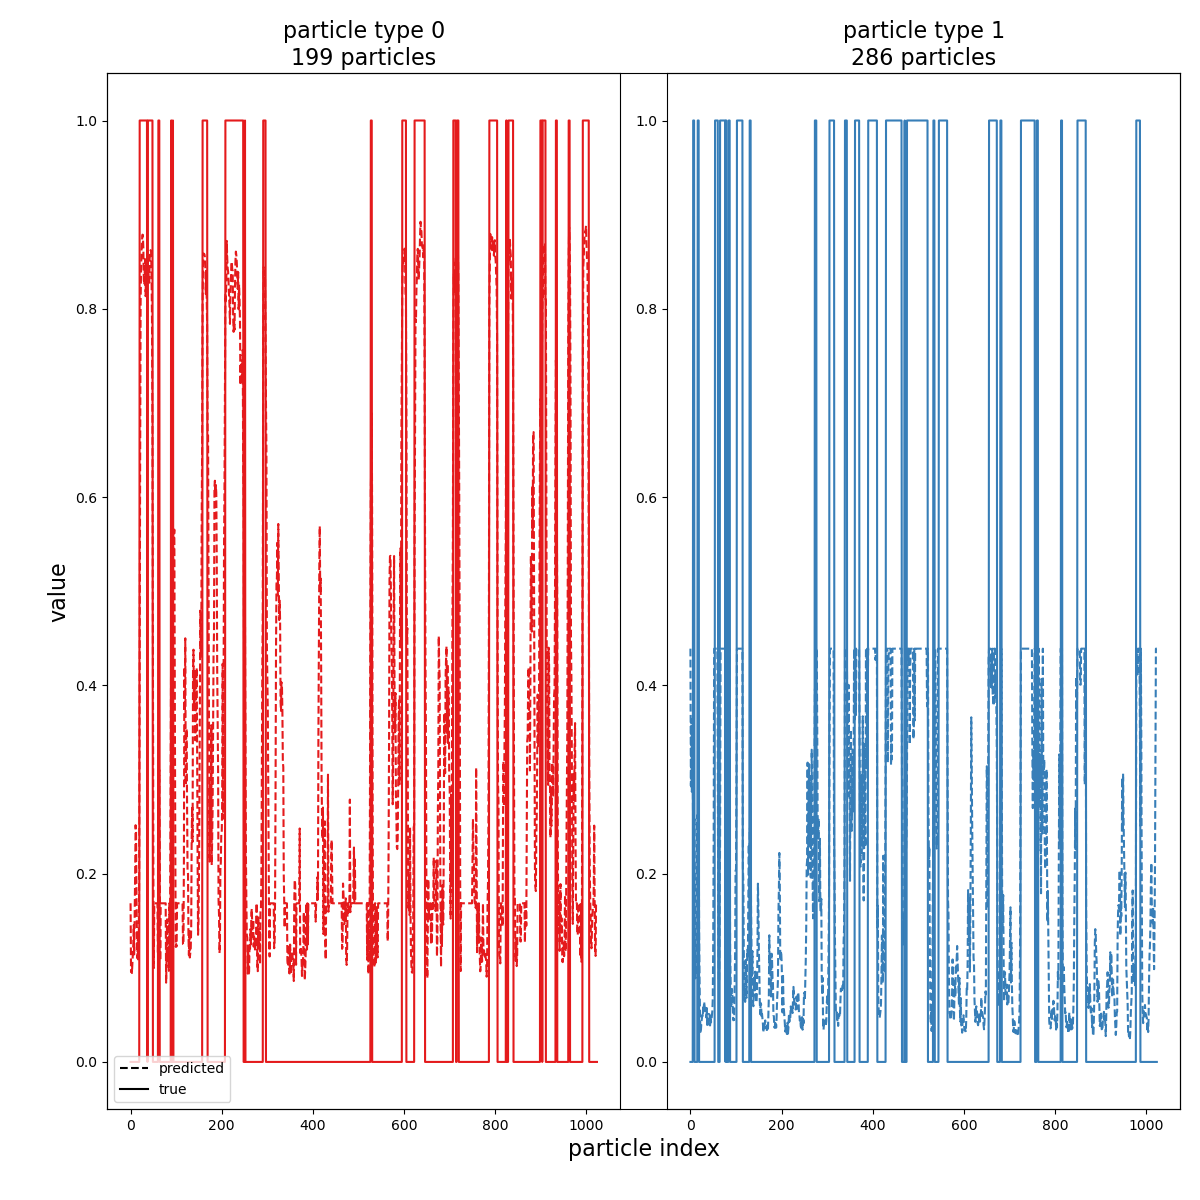 particle type 0
199 particles
particle type 1
286 particles
value
1.0
0.8
0.6
0.4
0.2
0.0
1.0
0.8
0.6
0.4
0.2
0.0
predicted
true
0 200 400 600 800 1000
0 200 400 600 800 1000
particle index